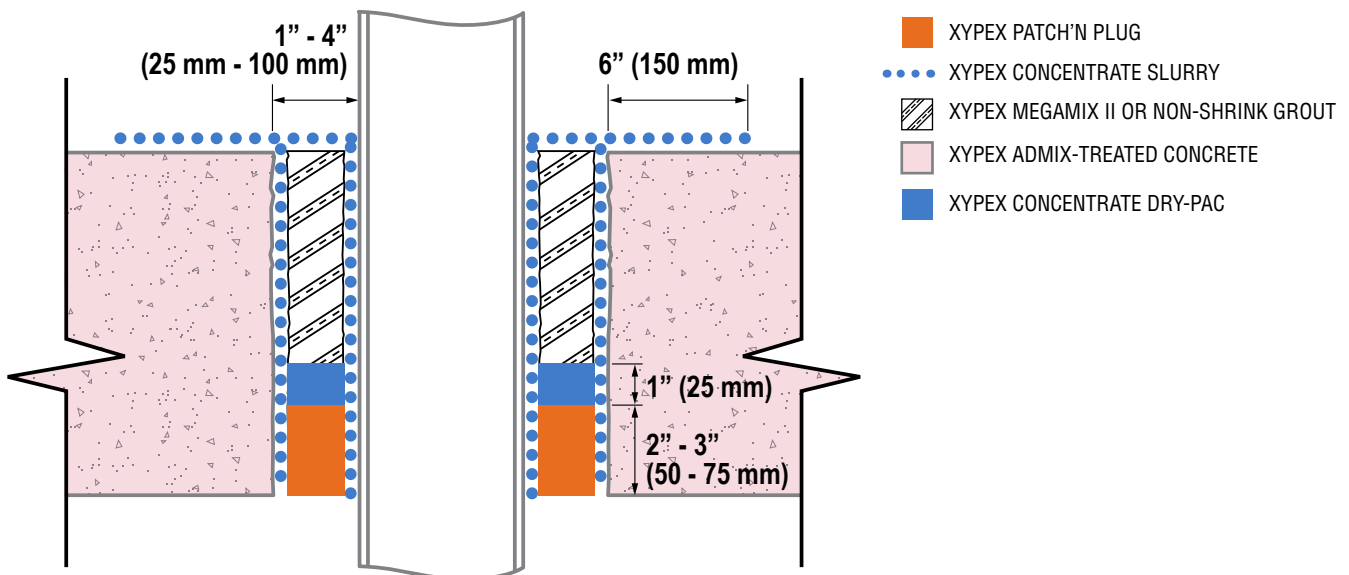 1” - 4”
(25 mm - 100 mm)
6” (150 mm)
1” (25 mm)
2” - 3”
(50 - 75 mm)
XYPEX PATCH’N PLUG
XYPEX CONCENTRATE SLURRY
XYPEX MEGAMIX II OR NON-SHRINK GROUT
XYPEX ADMIX-TREATED CONCRETE
XYPEX CONCENTRATE DRY-PAC